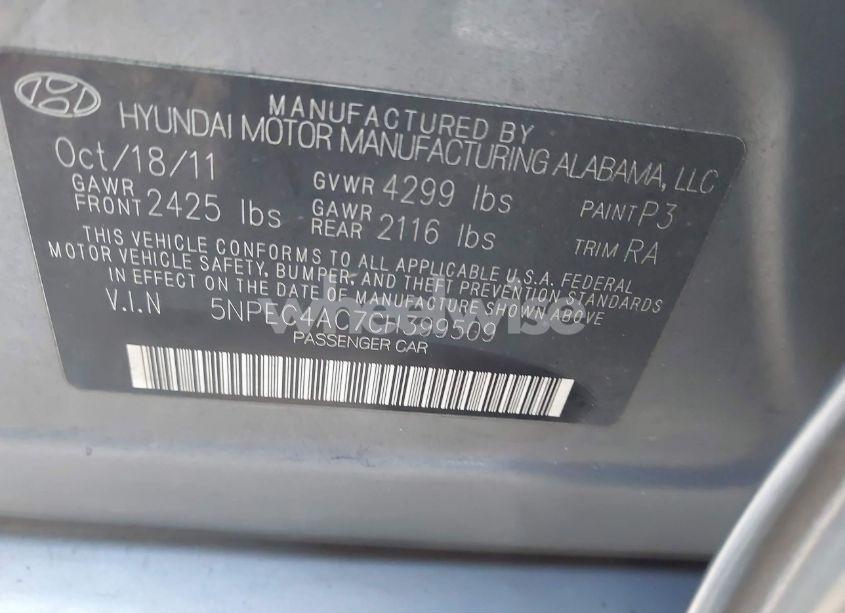 MANUFACTURED BY
HYUNDAI MOTOR MANUFACTURING ALABAMA, LLC
Oct/18/11
GAWR FRONT 2425 lbs
GVWR 4299 lbs
GAWR REAR 2116 lbs
PAINT P3
TRIM RA
THIS VEHICLE CONFORMS TO ALL APPLICABLE U.S.A. FEDERAL
MOTOR VEHICLE SAFETY, BUMPER, AND THEFT PREVENTION STANDARDS
IN EFFECT ON THE DATE OF MANUFACTURE SHOWN ABOVE
V.I.N 5NPEC4AC7CH399509
PASSENGER CAR
wheelwise